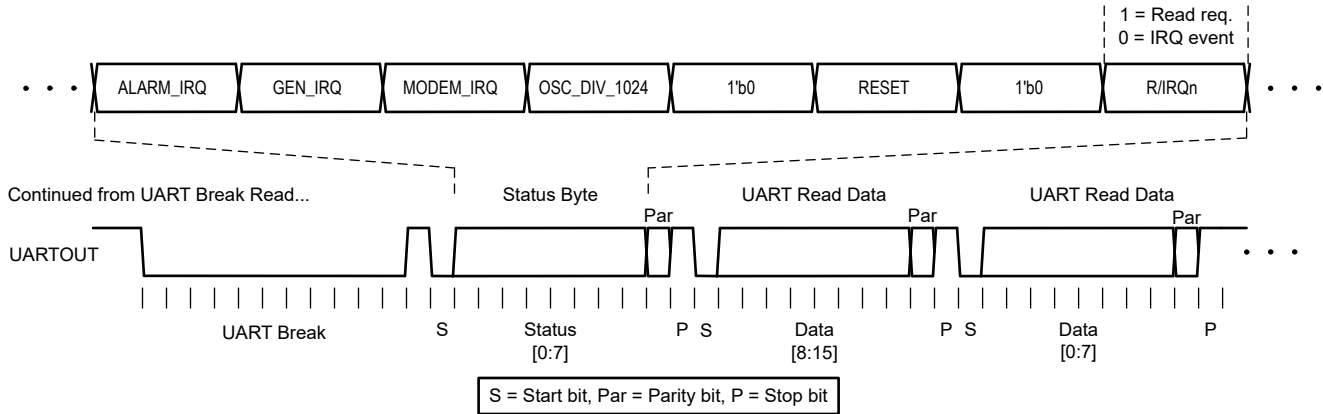 1 = Read req.
0 = IRQ event
• • • ALARM_IRQ GEN_IRQ MODEM_IRQ OSC_DIV_1024 1'b0 RESET 1'b0 R/IRQn • • •
Continued from UART Break Read... Status Byte UART Read Data UART Read Data
Par Par Par
UARTOUT • • •
UART Break S Status P S Data P S Data P
[0:7] [8:15] [0:7]
S = Start bit, Par = Parity bit, P = Stop bit